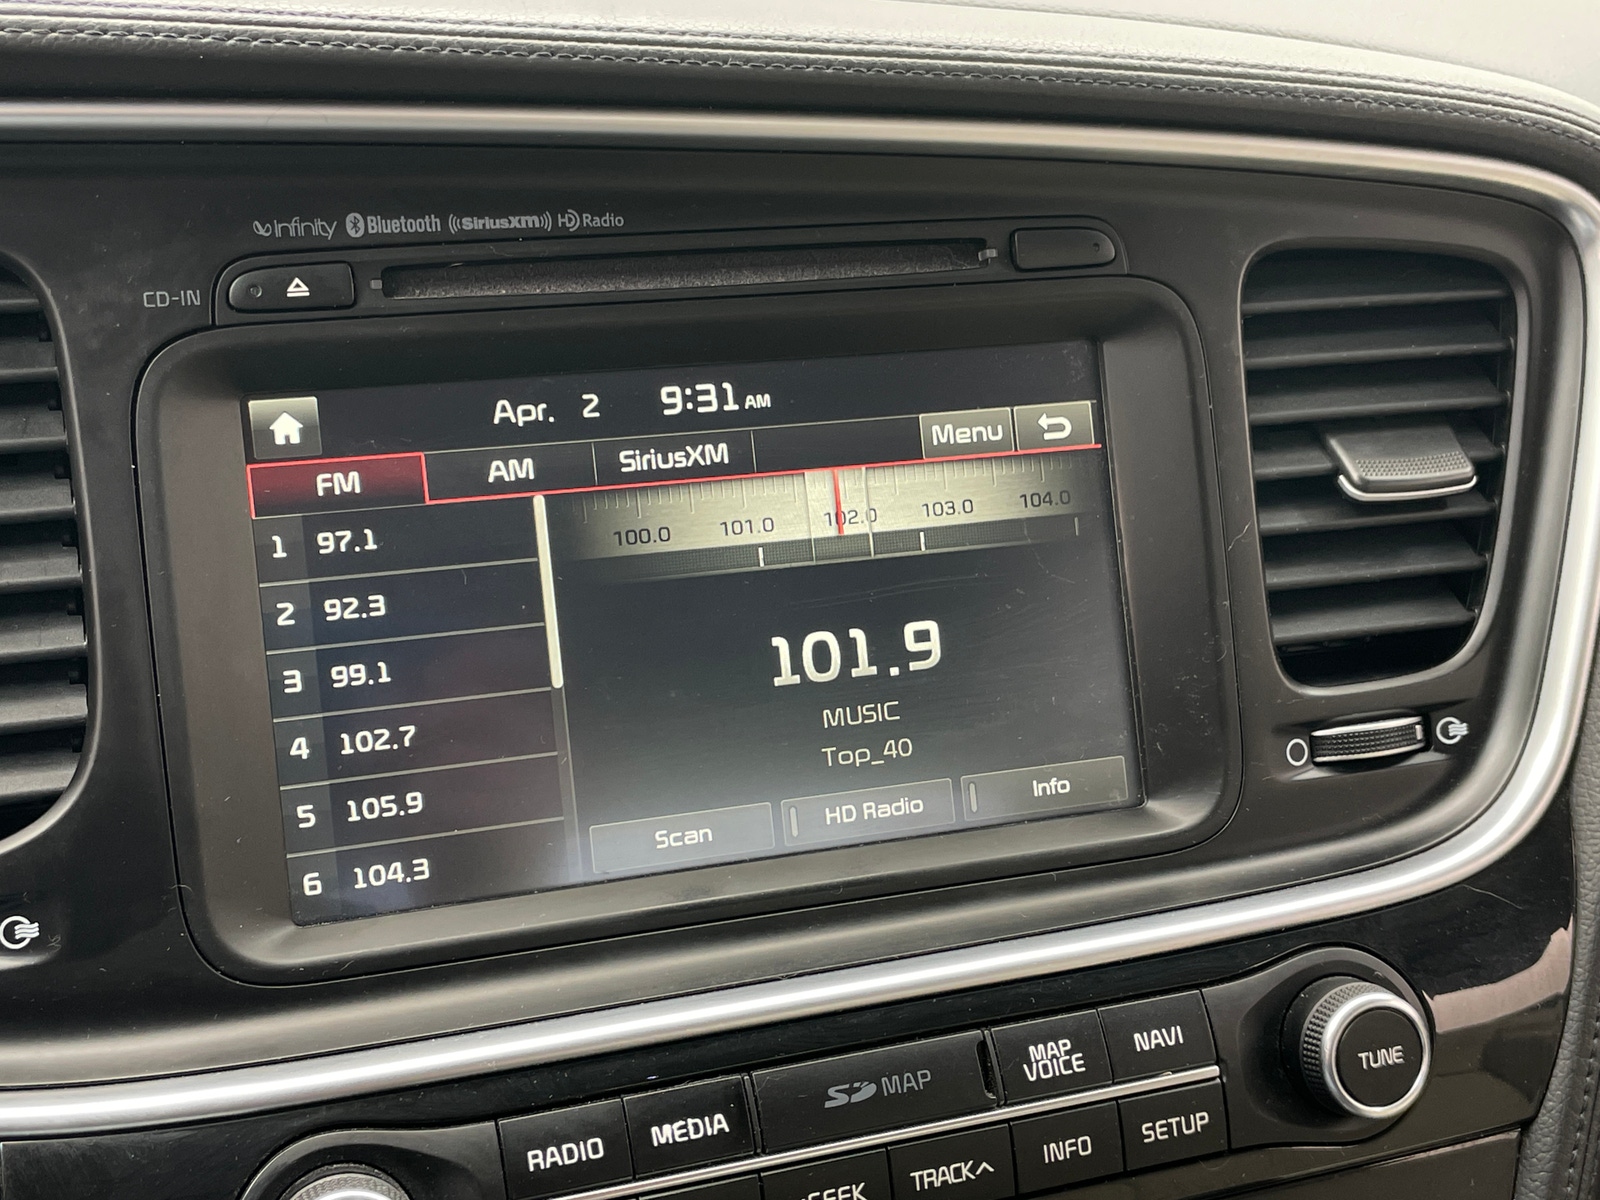 Infinity Bluetooth ((SiriusXM)) HD Radio
CD-IN
Apr. 2 9:31 AM
Menu
FM AM SiriusXM
100.0 101.0 102.0 103.0 104.0
1 97.1
2 92.3
3 99.1
4 102.7
5 105.9
6 104.3
101.9
MUSIC
Top_40
Scan HD Radio Info
RADIO MEDIA SD MAP MAP VOICE NAVI
TUNE
SEEK TRACK INFO SETUP